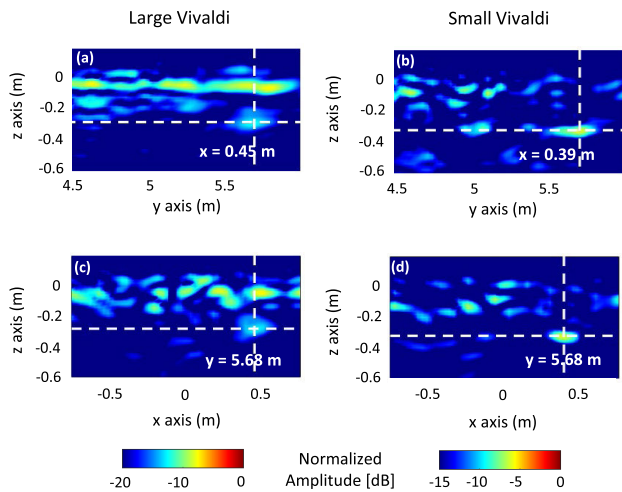 Large Vivaldi
Small Vivaldi
(a)
z axis (m)
0
-0.2
-0.4
-0.6
x = 0.45 m
4.5
5
5.5
y axis (m)
(b)
z axis (m)
0
-0.2
-0.4
-0.6
x = 0.39 m
4.5
5
5.5
y axis (m)
(c)
z axis (m)
0
-0.2
-0.4
-0.6
y = 5.68 m
-0.5
0
0.5
x axis (m)
(d)
z axis (m)
0
-0.2
-0.4
-0.6
y = 5.68 m
-0.5
0
0.5
x axis (m)
-20
-10
0
Normalized
Amplitude [dB]
-15
-10
-5
0